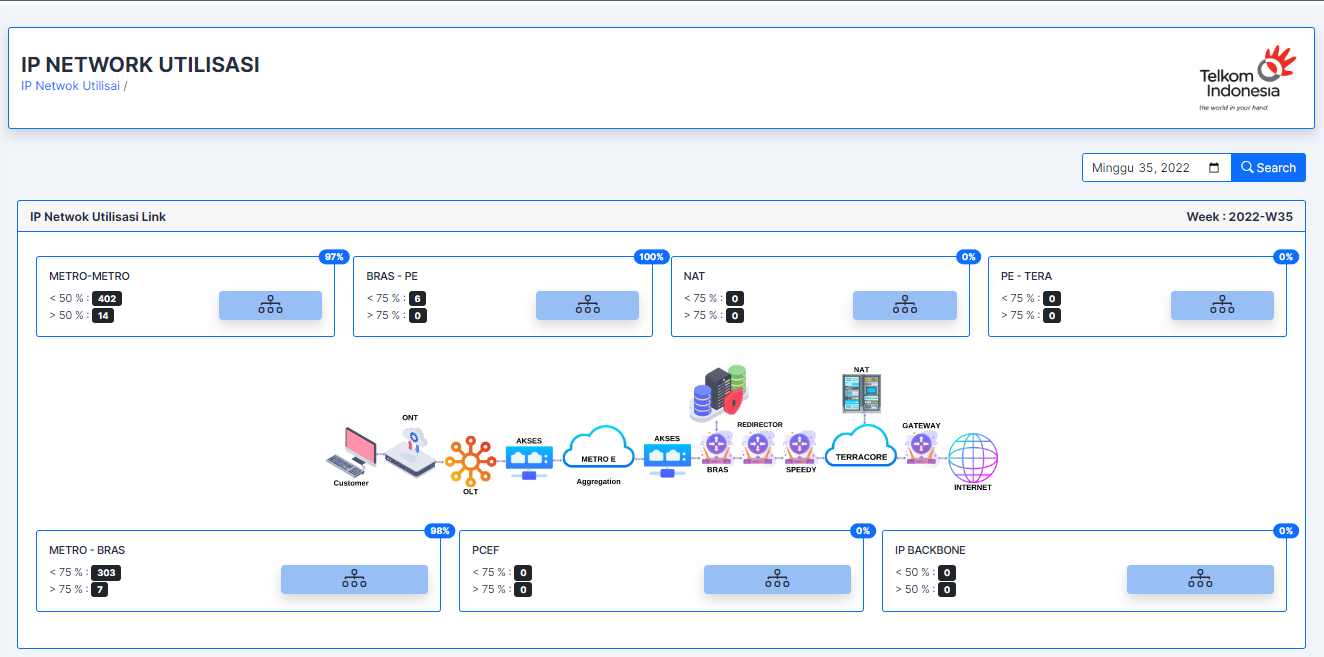 IP NETWORK UTILISASI
IP Netwok Utilisai /
Telkom
Indonesia
the world in your hand
Minggu 35, 2022
Search
IP Netwok Utilisasi Link
Week : 2022-W35
97%
METRO-METRO
< 50 % : 402
> 50 % : 14
100%
BRAS - PE
< 75 % : 6
> 75 % : 0
0%
NAT
< 75 % : 0
> 75 % : 0
0%
PE - TERA
< 75 % : 0
> 75 % : 0
Customer
ONT
OLT
AKSES
METRO E
Aggregation
AKSES
BRAS
REDIRECTOR
SPEEDY
NAT
TERRACORE
GATEWAY
INTERNET
98%
METRO - BRAS
< 75 % : 303
> 75 % : 7
0%
PCEF
< 75 % : 0
> 75 % : 0
0%
IP BACKBONE
< 50 % : 0
> 50 % : 0